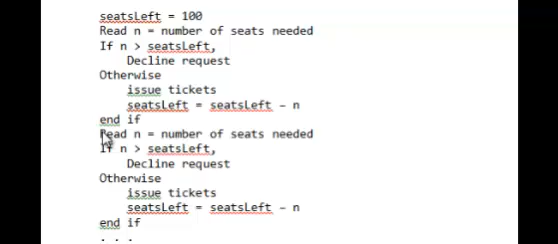 seatsLeft = 100
Read n = number of seats needed
If n > seatsLeft,
Decline request
Otherwise
issue tickets
seatsLeft = seatsLeft – n
end if
Read n = number of seats needed
If n > seatsLeft,
Decline request
Otherwise
issue tickets
seatsLeft = seatsLeft – n
end if
. . .